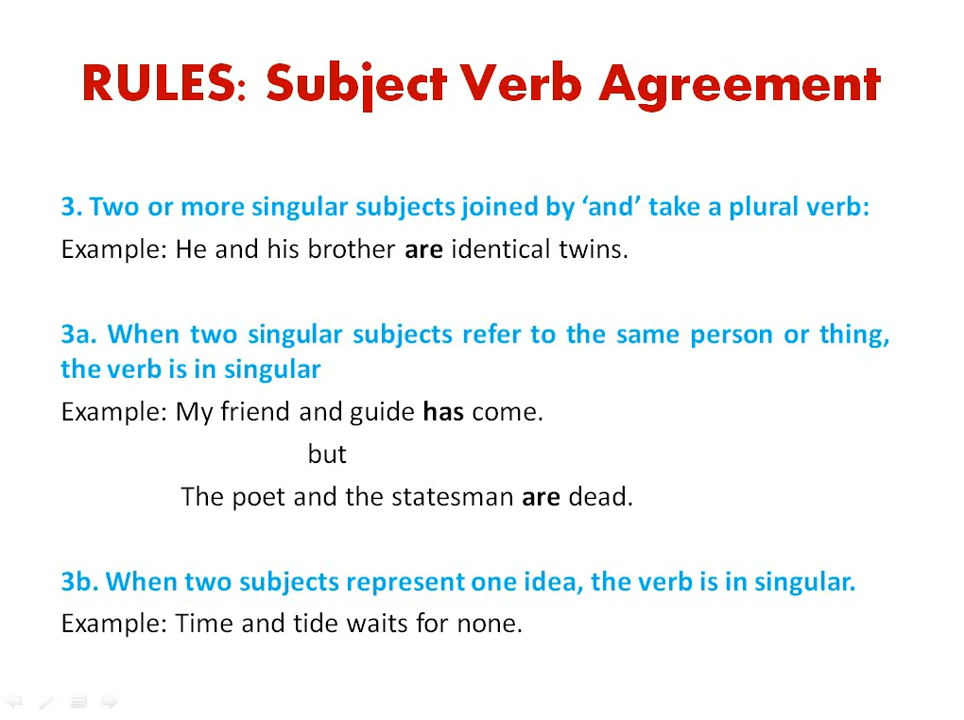 RULES: Subject Verb Agreement
3. Two or more singular subjects joined by ‘and’ take a plural verb:
Example: He and his brother are identical twins.
3a. When two singular subjects refer to the same person or thing,
the verb is in singular
Example: My friend and guide has come.
but
The poet and the statesman are dead.
3b. When two subjects represent one idea, the verb is in singular.
Example: Time and tide waits for none.